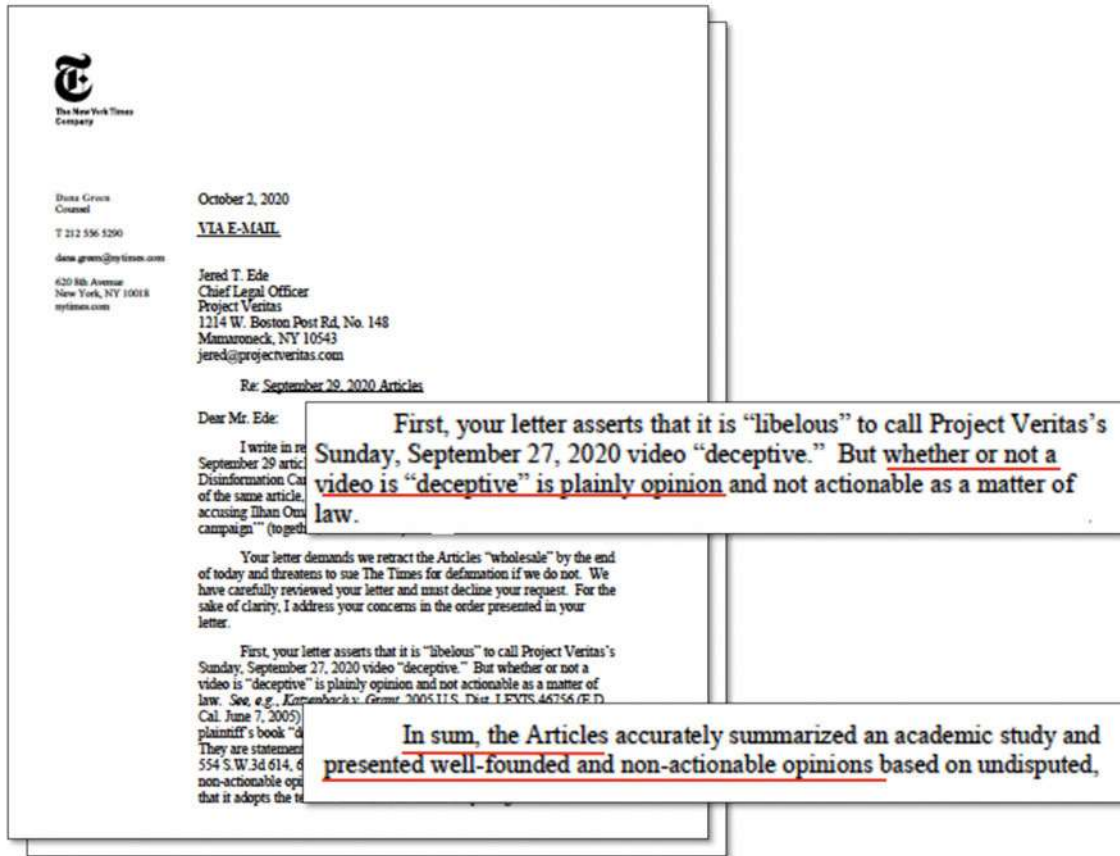 The New York Times
Company
Dana Green
Counsel
T 212 556 5290
dana.green@nytimes.com
620 8th Avenue
New York, NY 10018
nytimes.com
October 2, 2020
VIA E-MAIL
Jered T. Ede
Chief Legal Officer
Project Veritas
1214 W. Boston Post Rd, No. 148
Mamaroneck, NY 10543
jered@projectveritas.com
Re: September 29, 2020 Articles
Dear Mr. Ede:
I write in re
September 29 artic
Disinformation Ca
of the same article,
accusing Ilhan Om
campaign’” (togeth
First, your letter asserts that it is “libelous” to call Project Veritas’s
Sunday, September 27, 2020 video “deceptive.” But whether or not a
video is “deceptive” is plainly opinion and not actionable as a matter of
law.
Your letter demands we retract the Articles “wholesale” by the end
of today and threatens to sue The Times for defamation if we do not. We
have carefully reviewed your letter and must decline your request. For the
sake of clarity, I address your concerns in the order presented in your
letter.
First, your letter asserts that it is “libelous” to call Project Veritas’s
Sunday, September 27, 2020 video “deceptive.” But whether or not a
video is “deceptive” is plainly opinion and not actionable as a matter of
law. See, e.g., Katzenbach v. Grant, 2005 U.S. Dist. LEXIS 46756 (E.D.
Cal. June 7, 2005)
plaintiff’s book “d
They are statement
554 S.W.3d 614, 6
non-actionable opi
that it adopts the te
In sum, the Articles accurately summarized an academic study and
presented well-founded and non-actionable opinions based on undisputed,